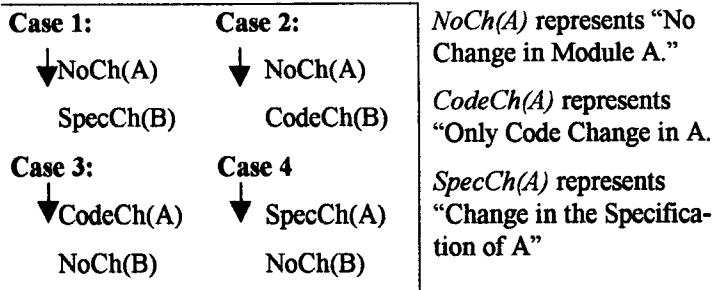 Case 1: Case 2:
NoCh(A) NoCh(A)
SpecCh(B) CodeCh(B)
Case 3: Case 4
CodeCh(A) SpecCh(A)
NoCh(B) NoCh(B)
NoCh(A) represents “No
Change in Module A.”
CodeCh(A) represents
“Only Code Change in A.
SpecCh(A) represents
“Change in the Specifica-
tion of A”